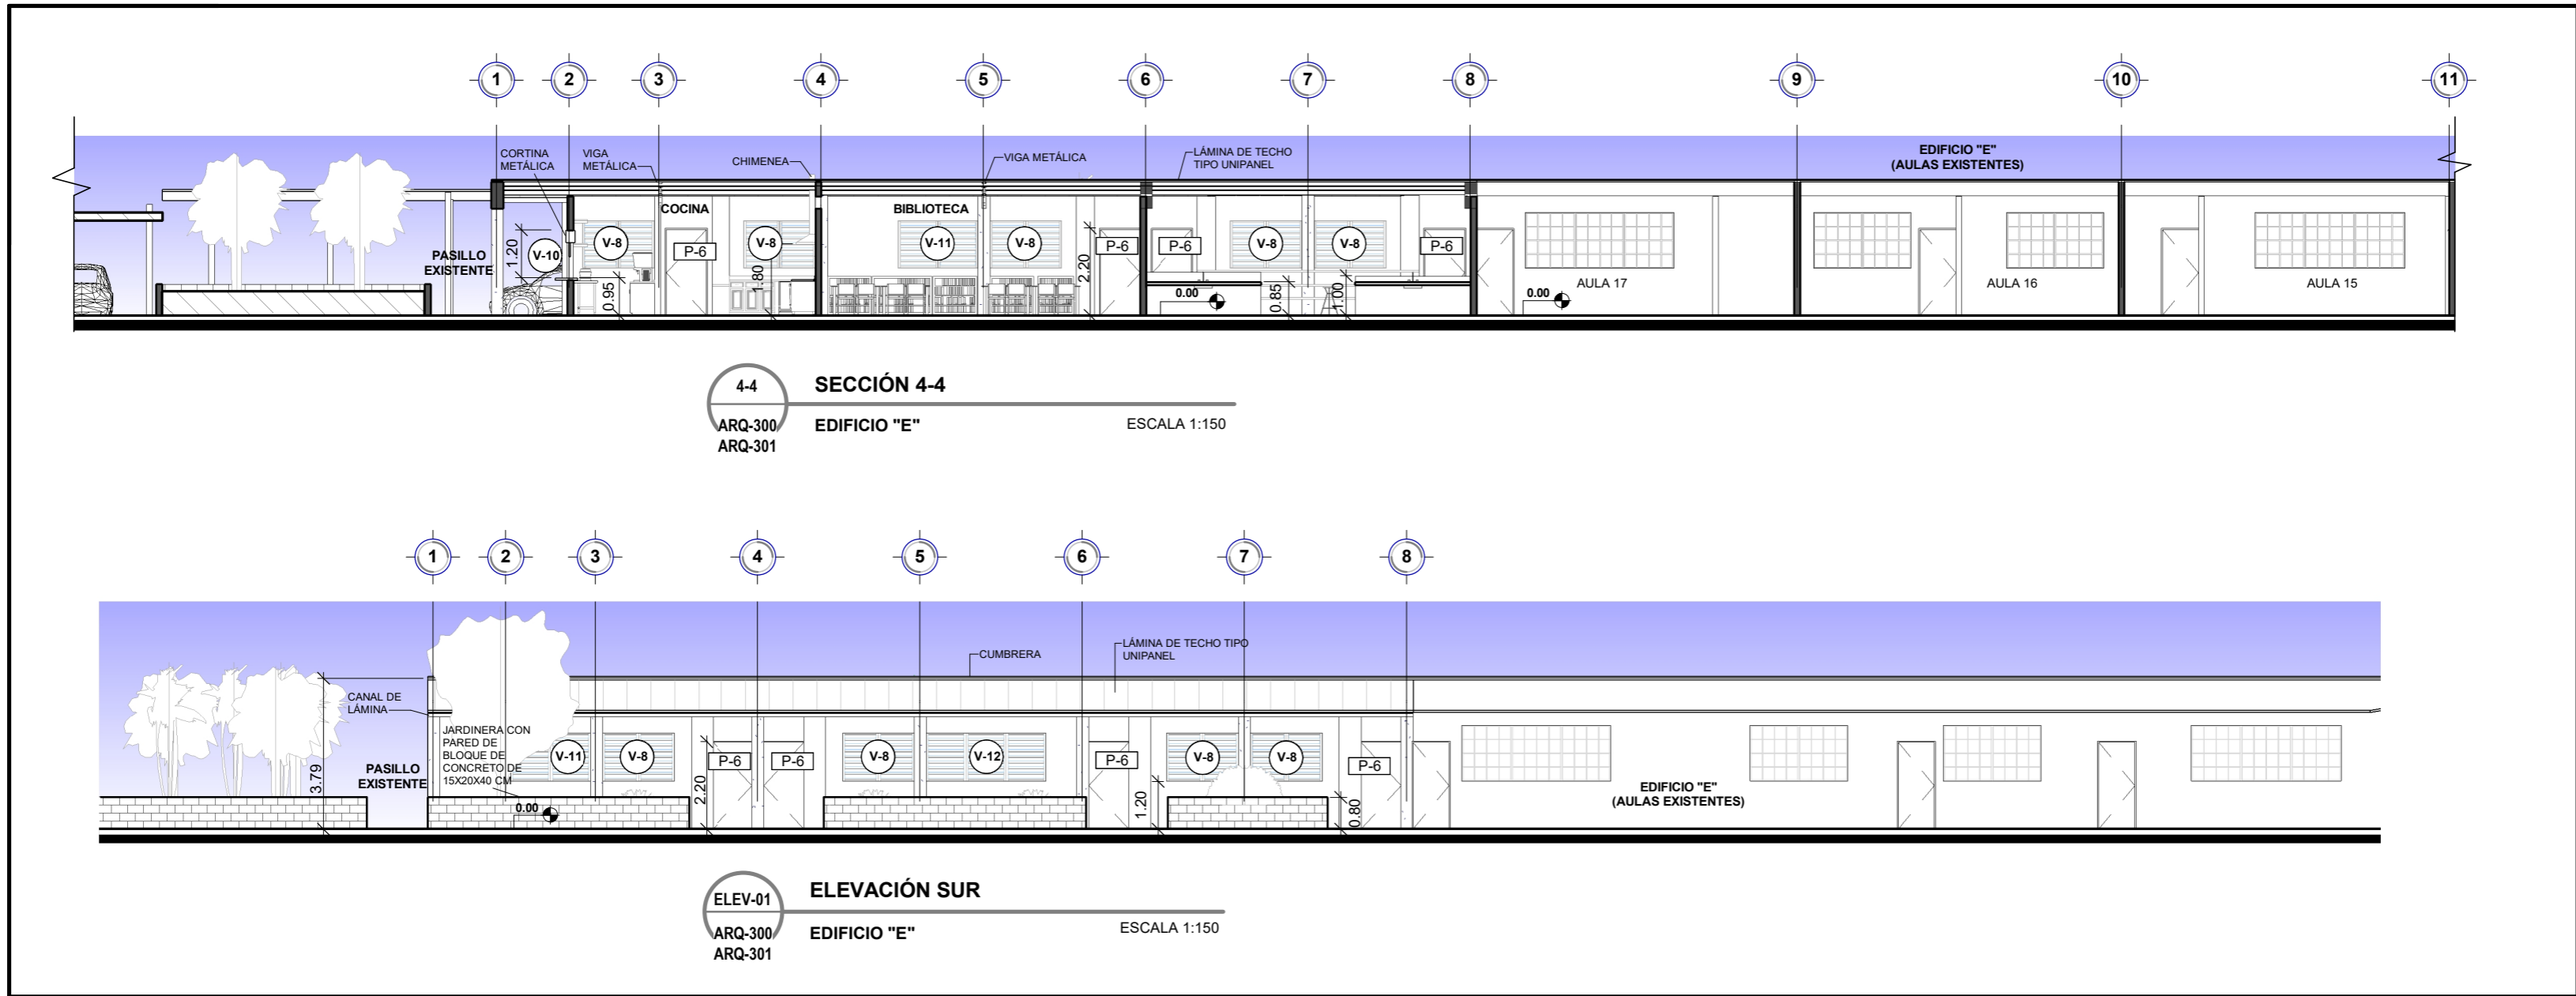 1 2 3 4 5 6 7 8 9 10 11
CORTINA
METÁLICA
VIGA
METÁLICA
CHIMENEA
VIGA METÁLICA
LÁMINA DE TECHO
TIPO UNIPANEL
EDIFICIO "E"
(AULAS EXISTENTES)
PASILLO
EXISTENTE
1.20
V-10
V-8
0.95
COCINA
P-6
V-8
1.80
BIBLIOTECA
V-11
V-8
2.20
P-6
P-6
0.00
V-8
0.85
V-8
1.00
P-6
0.00
AULA 17
AULA 16
AULA 15
4-4
SECCIÓN 4-4
ARQ-300
ARQ-301
EDIFICIO "E"
ESCALA 1:150
1 2 3 4 5 6 7 8
CUMBRERA
LÁMINA DE TECHO TIPO
UNIPANEL
3.79
CANAL DE
LÁMINA
PASILLO
EXISTENTE
JARDINERA CON
PARED DE
BLOQUE DE
CONCRETO DE
15X20X40 CM
0.00
V-11
V-8
2.20
P-6
P-6
V-8
V-12
P-6
1.20
V-8
V-8
0.80
P-6
EDIFICIO "E"
(AULAS EXISTENTES)
ELEV-01
ELEVACIÓN SUR
ARQ-300
ARQ-301
EDIFICIO "E"
ESCALA 1:150